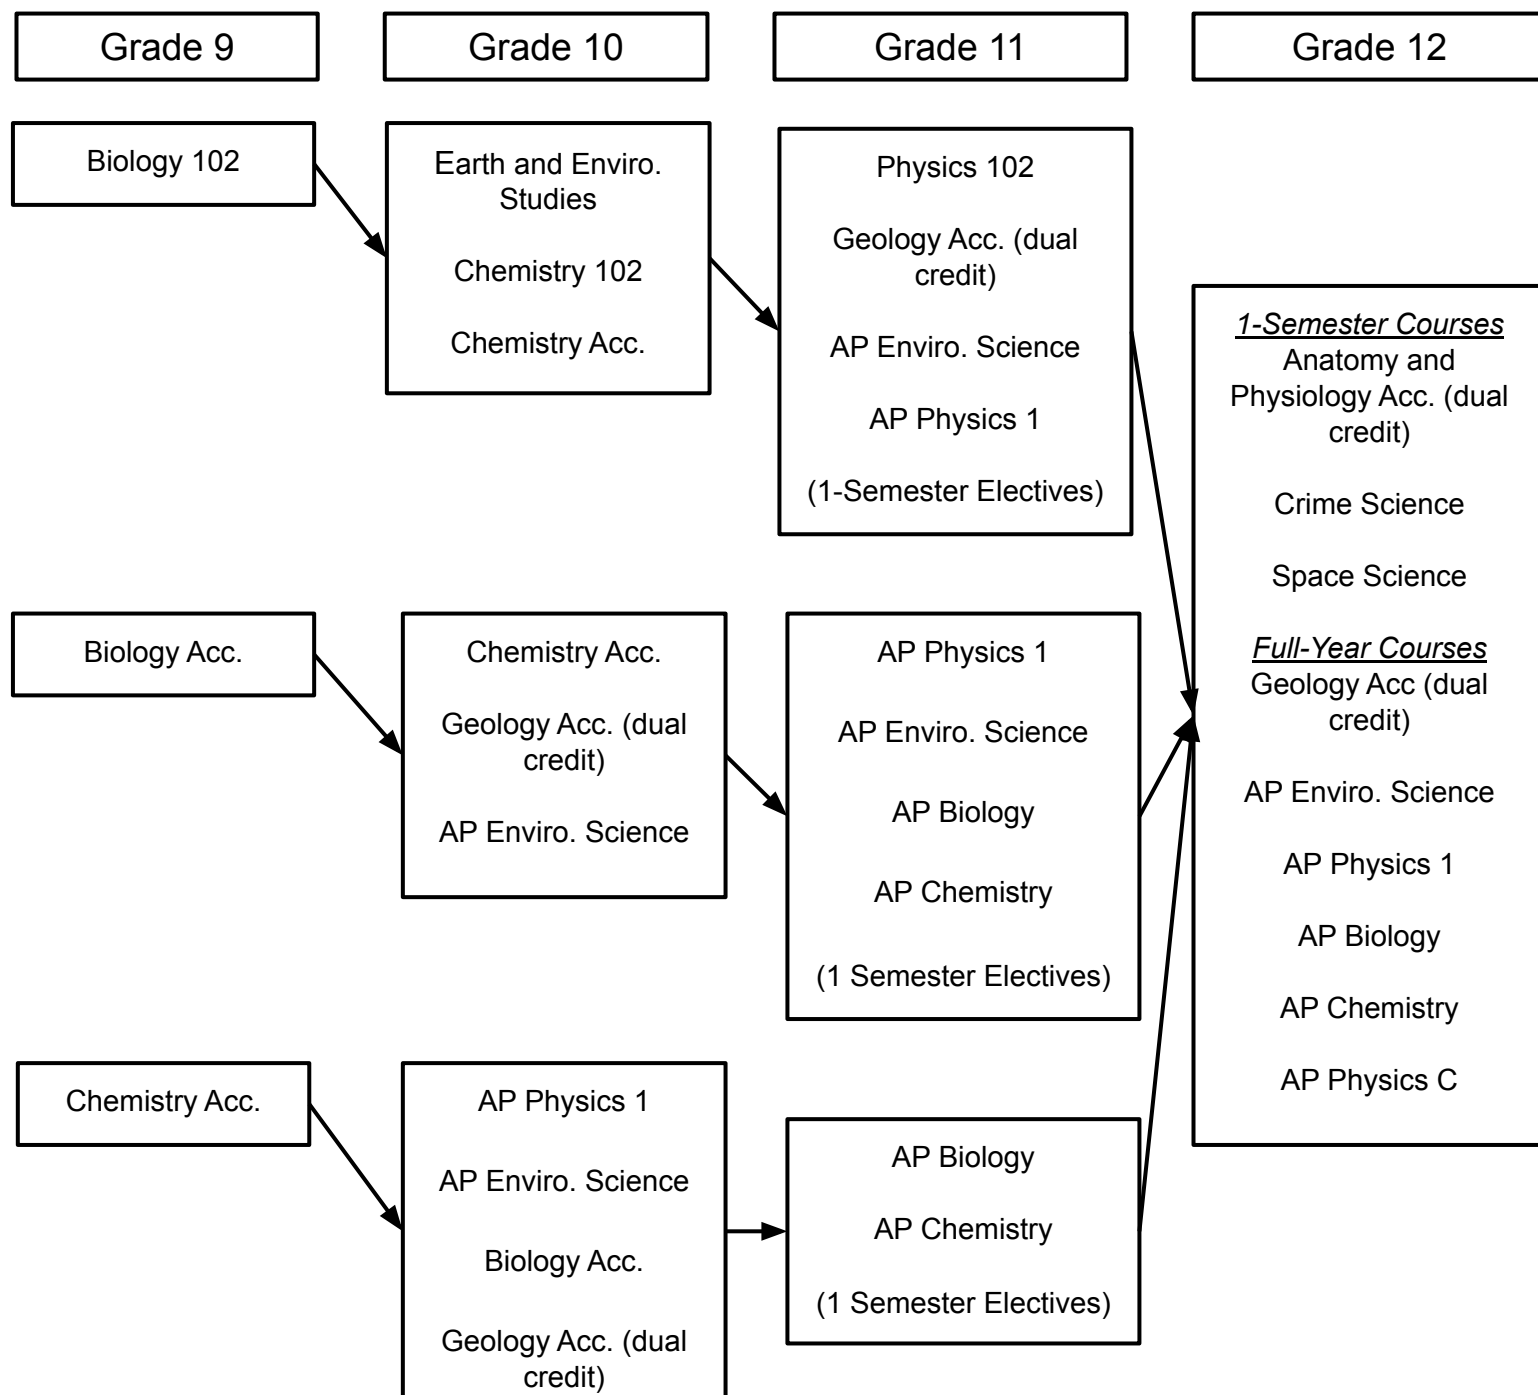 Grade 9
Grade 10
Grade 11
Grade 12
Biology 102
Earth and Enviro.
Studies
Chemistry 102
Chemistry Acc.
Physics 102
Geology Acc. (dual
credit)
AP Enviro. Science
AP Physics 1
(1-Semester Electives)
Biology Acc.
Chemistry Acc.
Geology Acc. (dual
credit)
AP Enviro. Science
AP Physics 1
AP Enviro. Science
AP Biology
AP Chemistry
(1 Semester Electives)
Chemistry Acc.
AP Physics 1
AP Enviro. Science
Biology Acc.
Geology Acc. (dual
credit)
AP Biology
AP Chemistry
(1 Semester Electives)
1-Semester Courses
Anatomy and
Physiology Acc. (dual
credit)
Crime Science
Space Science
Full-Year Courses
Geology Acc (dual
credit)
AP Enviro. Science
AP Physics 1
AP Biology
AP Chemistry
AP Physics C